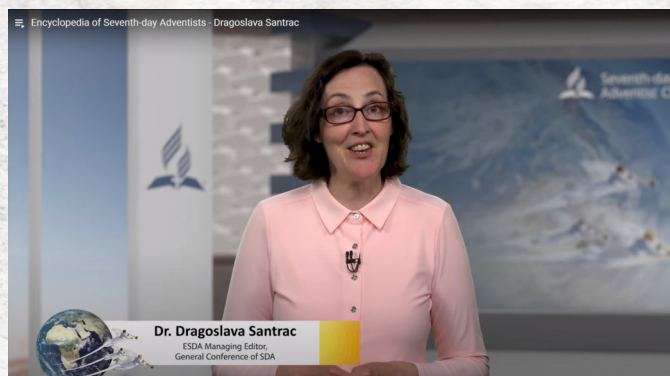 Encyclopedia of Seventh-day Adventists - Dragoslava Santrac
Seventh-day
Adventist
Dr. Dragoslava Santrac
ESDA Managing Editor,
General Conference of SDA